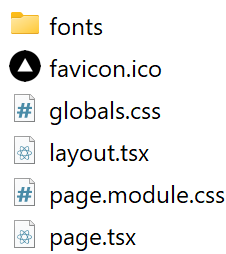 fonts
favicon.ico
globals.css
layout.tsx
page.module.css
page.tsx